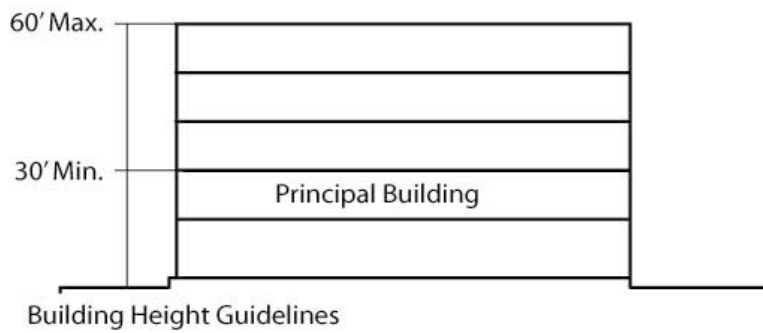 60’ Max.
30’ Min.
Principal Building
Building Height Guidelines